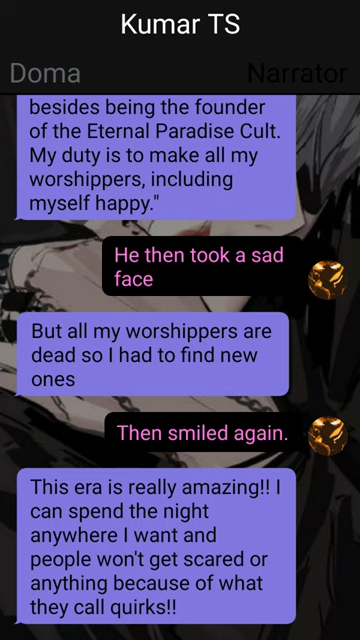 Kumar TS
Doma
Narrator
besides being the founder
of the Eternal Paradise Cult.
My duty is to make all my
worshippers, including
myself happy."
He then took a sad
face
But all my worshippers are
dead so I had to find new
ones
Then smiled again.
This era is really amazing!! I
can spend the night
anywhere I want and
people won't get scared or
anything because of what
they call quirks!!